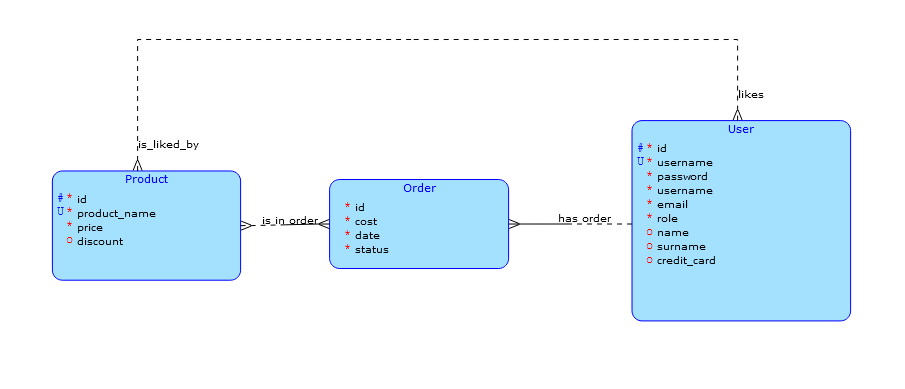 likes
is_liked_by
Product
# * id
U * product_name
* price
o discount
is_in_order
Order
* id
* cost
* date
* status
has_order
User
# * id
U * username
* password
* username
* email
* role
o name
o surname
o credit_card